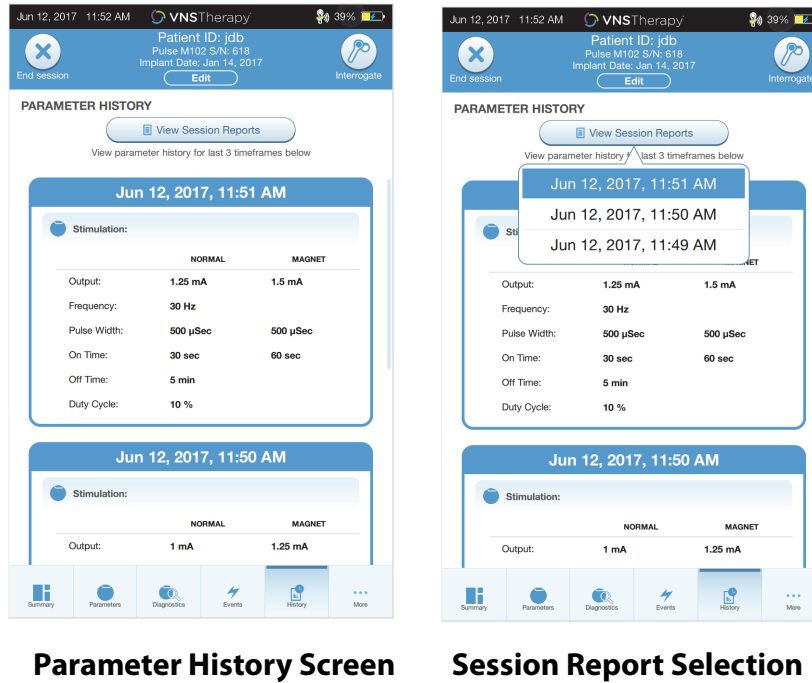 Jun 12, 2017 11:52 AM VNSTherapy 39%
Patient ID: jdb
Pulse M102 S/N: 618
Implant Date: Jan 14, 2017
End session Edit Interrogate
PARAMETER HISTORY
View Session Reports
View parameter history for last 3 timeframes below
Jun 12, 2017, 11:51 AM
Stimulation:
NORMAL MAGNET
Output: 1.25 mA 1.5 mA
Frequency: 30 Hz
Pulse Width: 500 µSec 500 µSec
On Time: 30 sec 60 sec
Off Time: 5 min
Duty Cycle: 10 %
Jun 12, 2017, 11:50 AM
Stimulation:
NORMAL MAGNET
Output: 1 mA 1.25 mA
Summary Parameters Diagnostics Events History More
Parameter History Screen
Jun 12, 2017 11:52 AM VNSTherapy 39%
Patient ID: jdb
Pulse M102 S/N: 618
Implant Date: Jan 14, 2017
End session Edit Interrogate
PARAMETER HISTORY
View Session Reports
View parameter history last 3 timeframes below
Jun 12, 2017, 11:51 AM
Jun 12, 2017, 11:50 AM
Jun 12, 2017, 11:49 AM
Output: 1.25 mA 1.5 mA
Frequency: 30 Hz
Pulse Width: 500 µSec 500 µSec
On Time: 30 sec 60 sec
Off Time: 5 min
Duty Cycle: 10 %
Jun 12, 2017, 11:50 AM
Stimulation:
NORMAL MAGNET
Output: 1 mA 1.25 mA
Summary Parameters Diagnostics Events History More
Session Report Selection